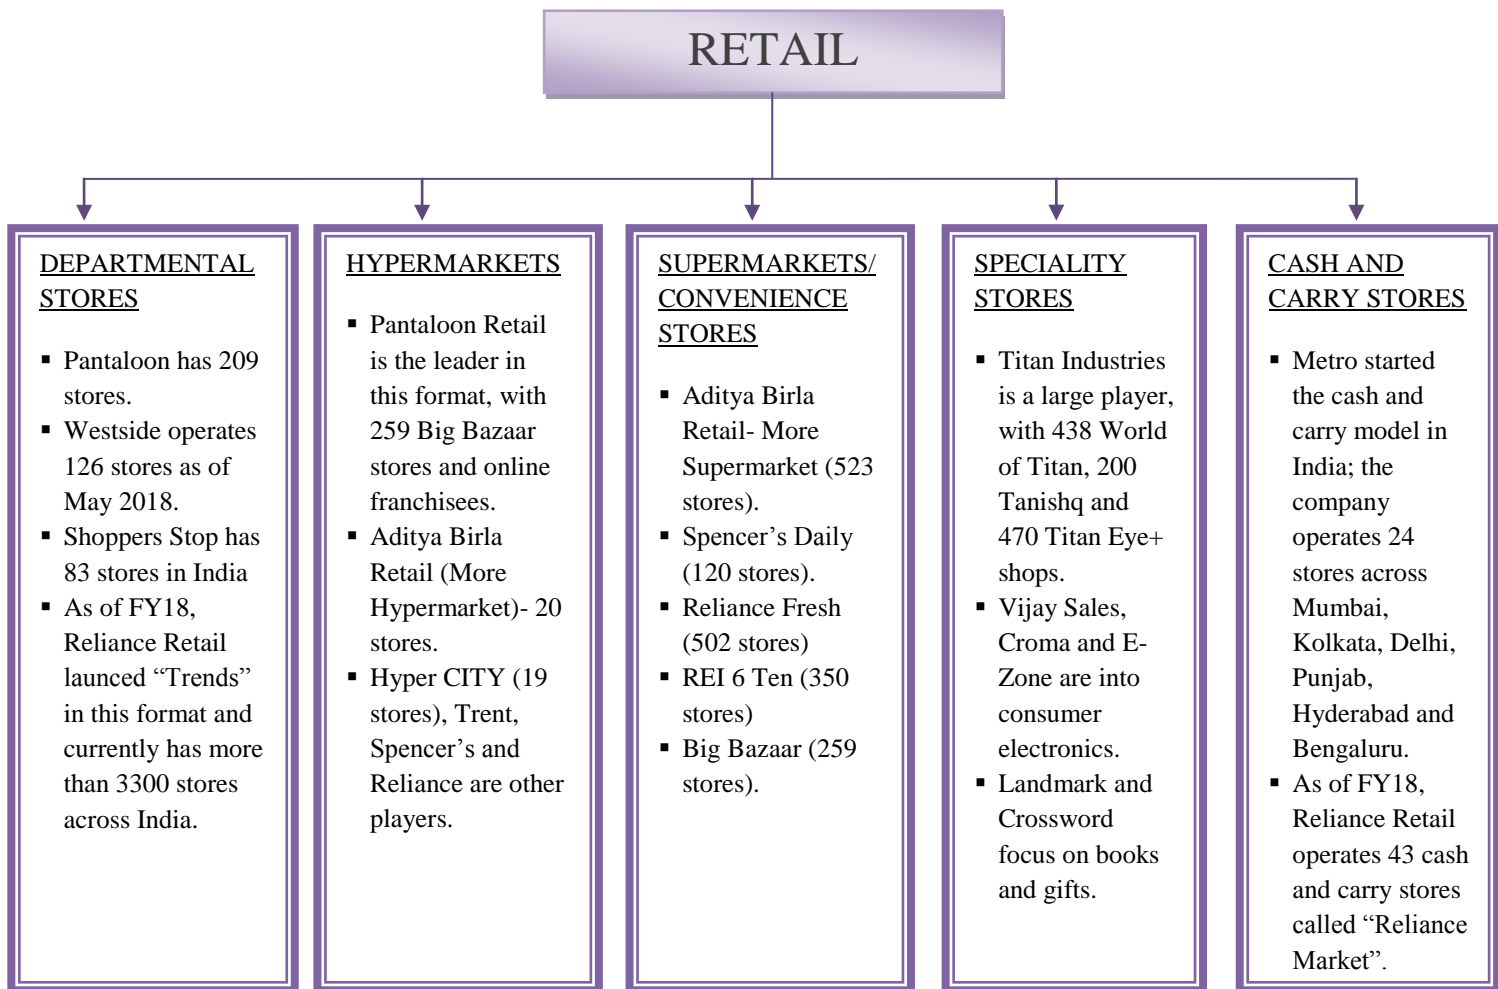 RETAIL
DEPARTMENTAL
STORES
▪ Pantaloon has 209
stores.
▪ Westside operates
126 stores as of
May 2018.
▪ Shoppers Stop has
83 stores in India
▪ As of FY18,
Reliance Retail
launced “Trends”
in this format and
currently has more
than 3300 stores
across India.
HYPERMARKETS
▪ Pantaloon Retail
is the leader in
this format, with
259 Big Bazaar
stores and online
franchisees.
▪ Aditya Birla
Retail (More
Hypermarket)- 20
stores.
▪ Hyper CITY (19
stores), Trent,
Spencer’s and
Reliance are other
players.
SUPERMARKETS/
CONVENIENCE
STORES
▪ Aditya Birla
Retail- More
Supermarket (523
stores).
▪ Spencer’s Daily
(120 stores).
▪ Reliance Fresh
(502 stores)
▪ REI 6 Ten (350
stores)
▪ Big Bazaar (259
stores).
SPECIALITY
STORES
▪ Titan Industries
is a large player,
with 438 World
of Titan, 200
Tanishq and
470 Titan Eye+
shops.
▪ Vijay Sales,
Croma and E-
Zone are into
consumer
electronics.
▪ Landmark and
Crossword
focus on books
and gifts.
CASH AND
CARRY STORES
▪ Metro started
the cash and
carry model in
India; the
company
operates 24
stores across
Mumbai,
Kolkata, Delhi,
Punjab,
Hyderabad and
Bengaluru.
▪ As of FY18,
Reliance Retail
operates 43 cash
and carry stores
called “Reliance
Market”.